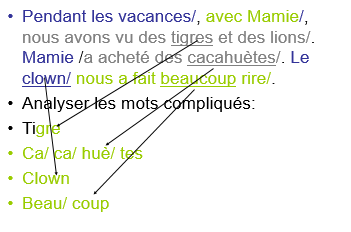 • Pendant les vacances/, avec Mamie/,
nous avons vu des tigres et des lions/.
Mamie /a acheté des cacahuètes/. Le
clown/ nous a fait beaucoup rire/.
• Analyser les mots compliqués:
• Tigre
• Ca/ ca/ huè/ tes
• Clown
• Beau/ coup